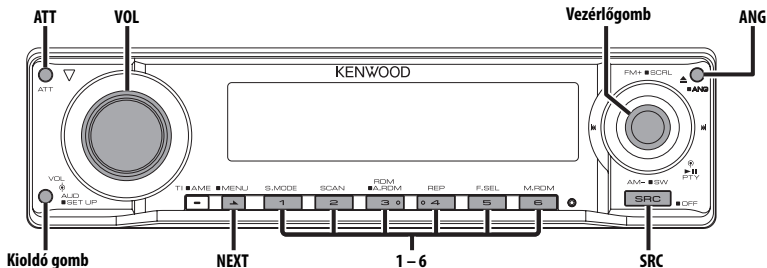 ATT
VOL
Vezérlőgomb
ANG
KENWOOD
FM+ ■SCRL
ATT
■ANG
VOL
AUD
■SET UP
TI ■AME
■MENU
S.MODE
SCAN
RDM
■A.RDM
REP
F.SEL
M.RDM
1
2
3
4
5
6
PTY
AM– ■SW
SRC
■OFF
Kioldó gomb
NEXT
1 – 6
SRC